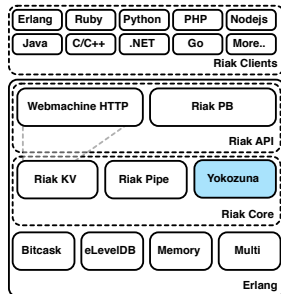 Erlang Ruby Python PHP Nodejs
Java C/C++ .NET Go More..
Riak Clients
Webmachine HTTP Riak PB
Riak API
Riak KV Riak Pipe Yokozuna
Riak Core
Bitcask eLevelDB Memory Multi
Erlang